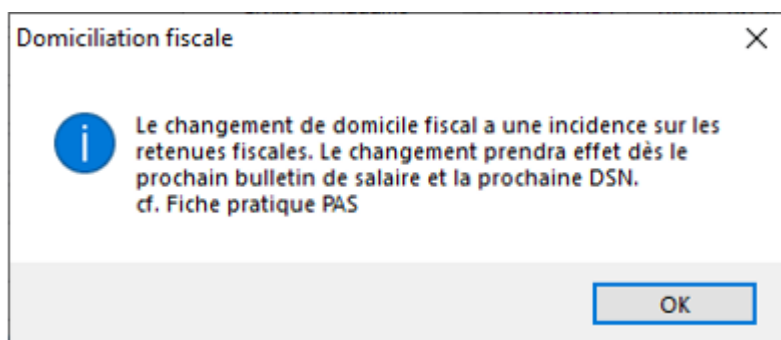 Domiciliation fiscale
Le changement de domicile fiscal a une incidence sur les
retenues fiscales. Le changement prendra effet dès le
prochain bulletin de salaire et la prochaine DSN.
cf. Fiche pratique PAS
OK